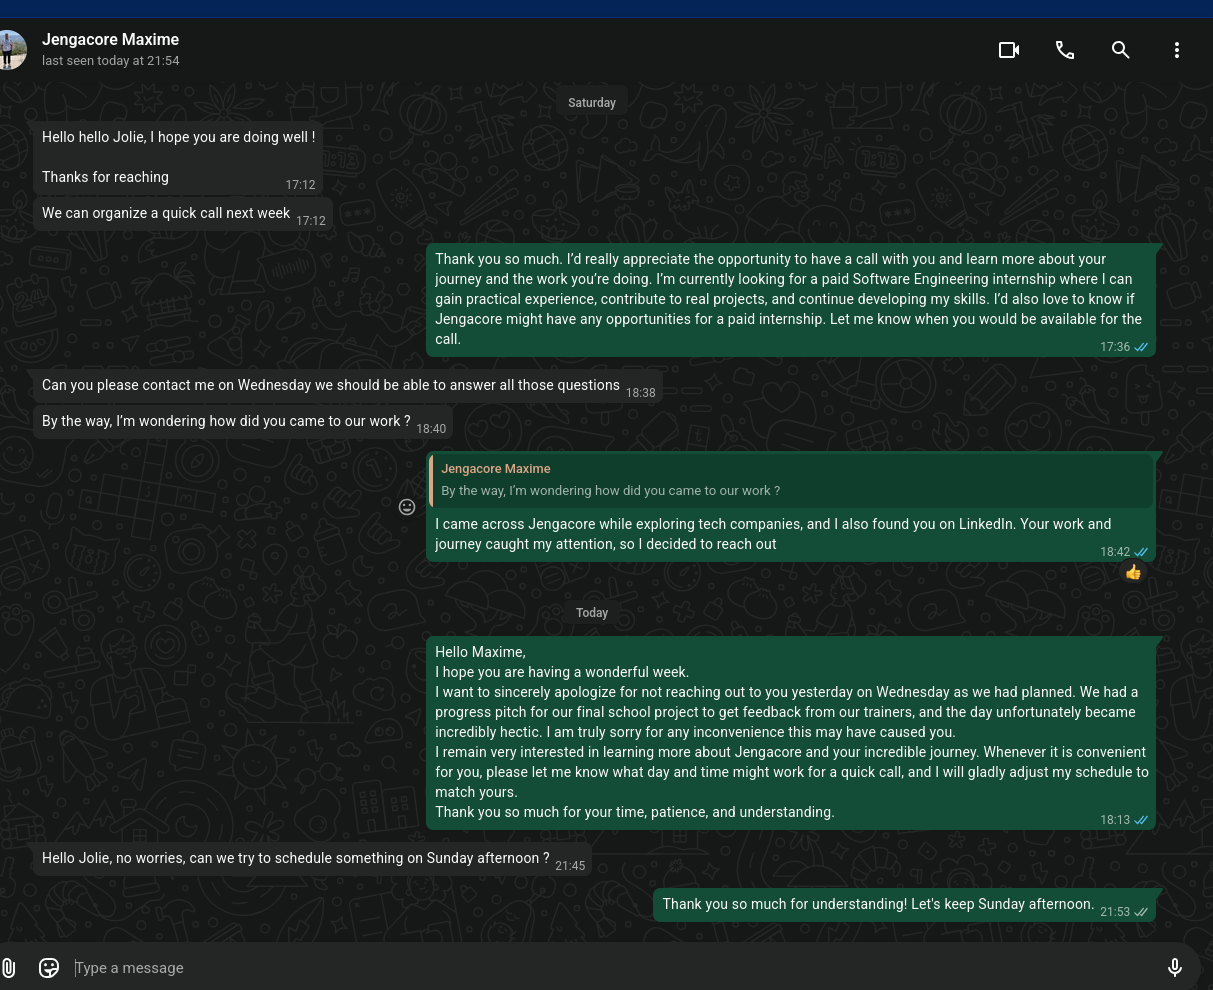 Jengacore Maxime
last seen today at 21:54
Saturday
Hello hello Jolie, I hope you are doing well !
Thanks for reaching
17:12
We can organize a quick call next week 17:12
Thank you so much. I’d really appreciate the opportunity to have a call with you and learn more about your
journey and the work you’re doing. I’m currently looking for a paid Software Engineering internship where I can
gain practical experience, contribute to real projects, and continue developing my skills. I’d also love to know if
Jengacore might have any opportunities for a paid internship. Let me know when you would be available for the
call.
17:36
Can you please contact me on Wednesday we should be able to answer all those questions 18:38
By the way, I’m wondering how did you came to our work ? 18:40
Jengacore Maxime
By the way, I’m wondering how did you came to our work ?
I came across Jengacore while exploring tech companies, and I also found you on LinkedIn. Your work and
journey caught my attention, so I decided to reach out
18:42
👍
Today
Hello Maxime,
I hope you are having a wonderful week.
I want to sincerely apologize for not reaching out to you yesterday on Wednesday as we had planned. We had a
progress pitch for our final school project to get feedback from our trainers, and the day unfortunately became
incredibly hectic. I am truly sorry for any inconvenience this may have caused you.
I remain very interested in learning more about Jengacore and your incredible journey. Whenever it is convenient
for you, please let me know what day and time might work for a quick call, and I will gladly adjust my schedule to
match yours.
Thank you so much for your time, patience, and understanding.
18:13
Hello Jolie, no worries, can we try to schedule something on Sunday afternoon ? 21:45
Thank you so much for understanding! Let's keep Sunday afternoon. 21:53
Type a message